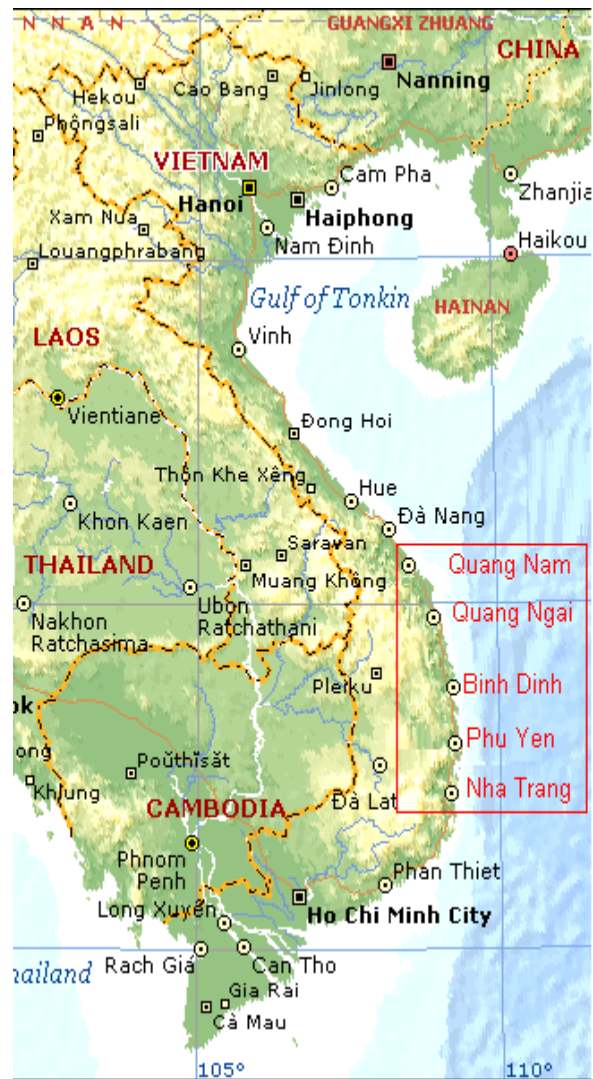 N N A N
GUANGXI ZHUANG
CHINA
Nanning
Cao Bang
Jinlong
Hekou
Phôngsali
VIETNAM
Cam Pha
Zhanjia
Hanoi
Haiphong
Xam Nua
Nam Đinh
Haikou
Louangphrabang
Gulf of Tonkin
HAINAN
LAOS
Vinh
Vientiane
Đong Hoi
Thôn Khe Xêng
Hue
Khon Kaen
Đà Nang
Saravan
THAILAND
Muang Không
Quang Nam
Ubon
Ratchathani
Quang Ngai
Nakhon
Ratchasima
Pleiku
Binh Dinh
ok
Phu Yen
ong
Poŭthĭsăt
Khlung
Đà Lat
Nha Trang
CAMBODIA
Phnom
Penh
Phan Thiet
Long Xuyên
Ho Chi Minh City
Rach Giá
Can Tho
hailand
Gia Rai
Cà Mau
105°
110°